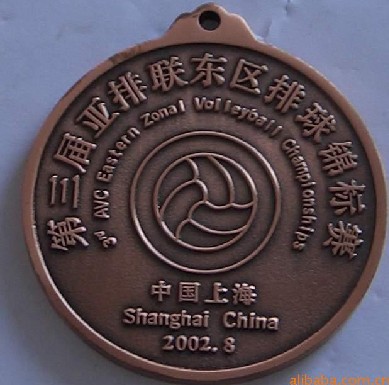 第三届亚排联东区排球锦标赛
3rd AVC Eastern Zonal Volleyball Championships
中国上海
Shanghai China
2002.8
alibaba.com.cn